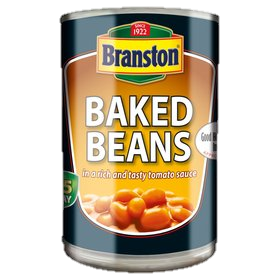 SINCE
1922
Branston
BAKED
BEANS
in a rich and tasty tomato sauce
Good
5